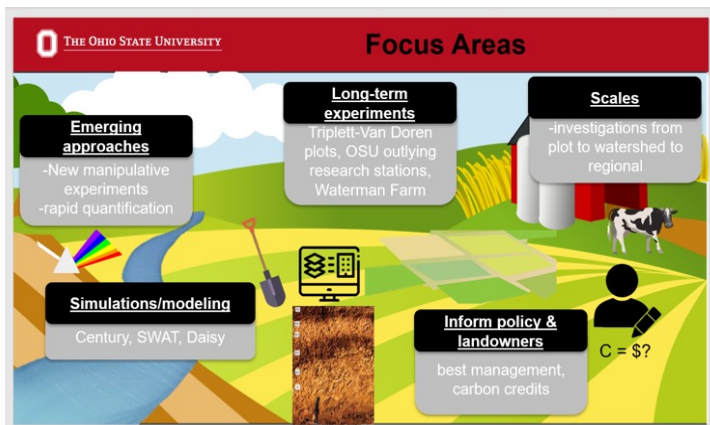 THE OHIO STATE UNIVERSITY
Focus Areas
Emerging
approaches
-New manipulative
experiments
-rapid quantification
Long-term
experiments
Triplett-Van Doren
plots, OSU outlying
research stations,
Waterman Farm
Scales
-investigations from
plot to watershed to
regional
Simulations/modeling
Century, SWAT, Daisy
Inform policy &
landowners
best management,
carbon credits
C = $?